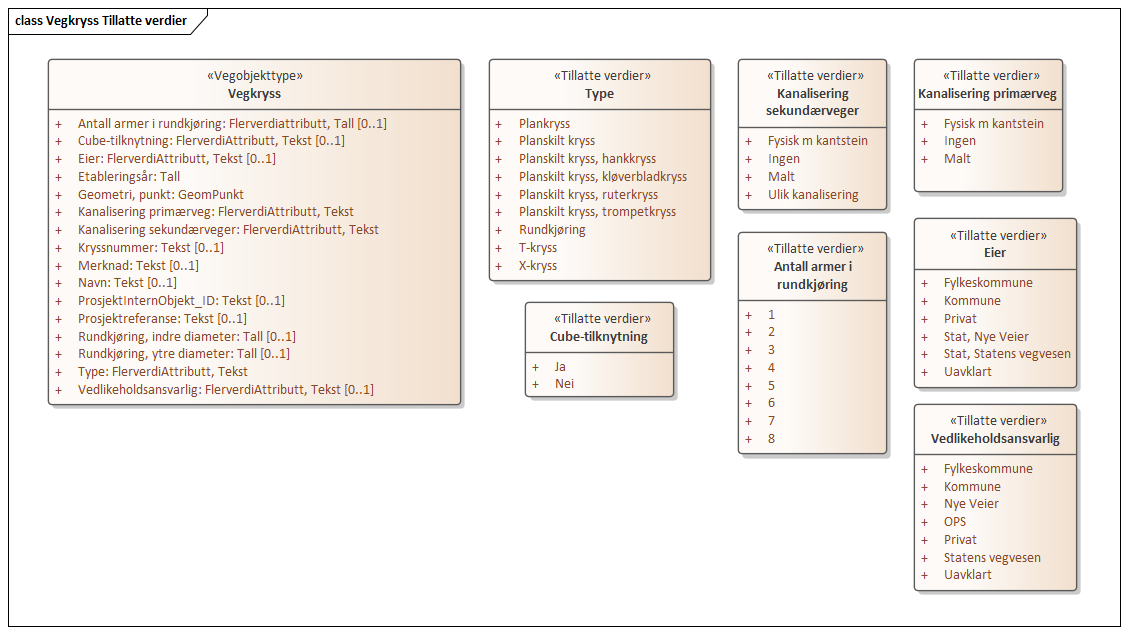 class Vegkryss Tillatte verdier
«Vegobjekttype»
Vegkryss
+ Antall armer i rundkjøring: Flerverdiattributt, Tall [0..1]
+ Cube-tilknytning: FlerverdiAttributt, Tekst [0..1]
+ Eier: FlerverdiAttributt, Tekst [0..1]
+ Etableringsår: Tall
+ Geometri, punkt: GeomPunkt
+ Kanalisering primærveg: FlerverdiAttributt, Tekst
+ Kanalisering sekundærveger: FlerverdiAttributt, Tekst
+ Kryssnummer: Tekst [0..1]
+ Merknad: Tekst [0..1]
+ Navn: Tekst [0..1]
+ ProsjektInternObjekt_ID: Tekst [0..1]
+ Prosjektreferanse: Tekst [0..1]
+ Rundkjøring, indre diameter: Tall [0..1]
+ Rundkjøring, ytre diameter: Tall [0..1]
+ Type: FlerverdiAttributt, Tekst
+ Vedlikeholdsansvarlig: FlerverdiAttributt, Tekst [0..1]
«Tillatte verdier»
Type
+ Plankryss
+ Planskilt kryss
+ Planskilt kryss, hankkryss
+ Planskilt kryss, kløverbladkryss
+ Planskilt kryss, ruterkryss
+ Planskilt kryss, trompetkryss
+ Rundkjøring
+ T-kryss
+ X-kryss
«Tillatte verdier»
Cube-tilknytning
+ Ja
+ Nei
«Tillatte verdier»
Kanalisering
sekundærveger
+ Fysisk m kantstein
+ Ingen
+ Malt
+ Ulik kanalisering
«Tillatte verdier»
Antall armer i
rundkjøring
+ 1
+ 2
+ 3
+ 4
+ 5
+ 6
+ 7
+ 8
«Tillatte verdier»
Kanalisering primærveg
+ Fysisk m kantstein
+ Ingen
+ Malt
«Tillatte verdier»
Eier
+ Fylkeskommune
+ Kommune
+ Privat
+ Stat, Nye Veier
+ Stat, Statens vegvesen
+ Uavklart
«Tillatte verdier»
Vedlikeholdsansvarlig
+ Fylkeskommune
+ Kommune
+ Nye Veier
+ OPS
+ Privat
+ Statens vegvesen
+ Uavklart